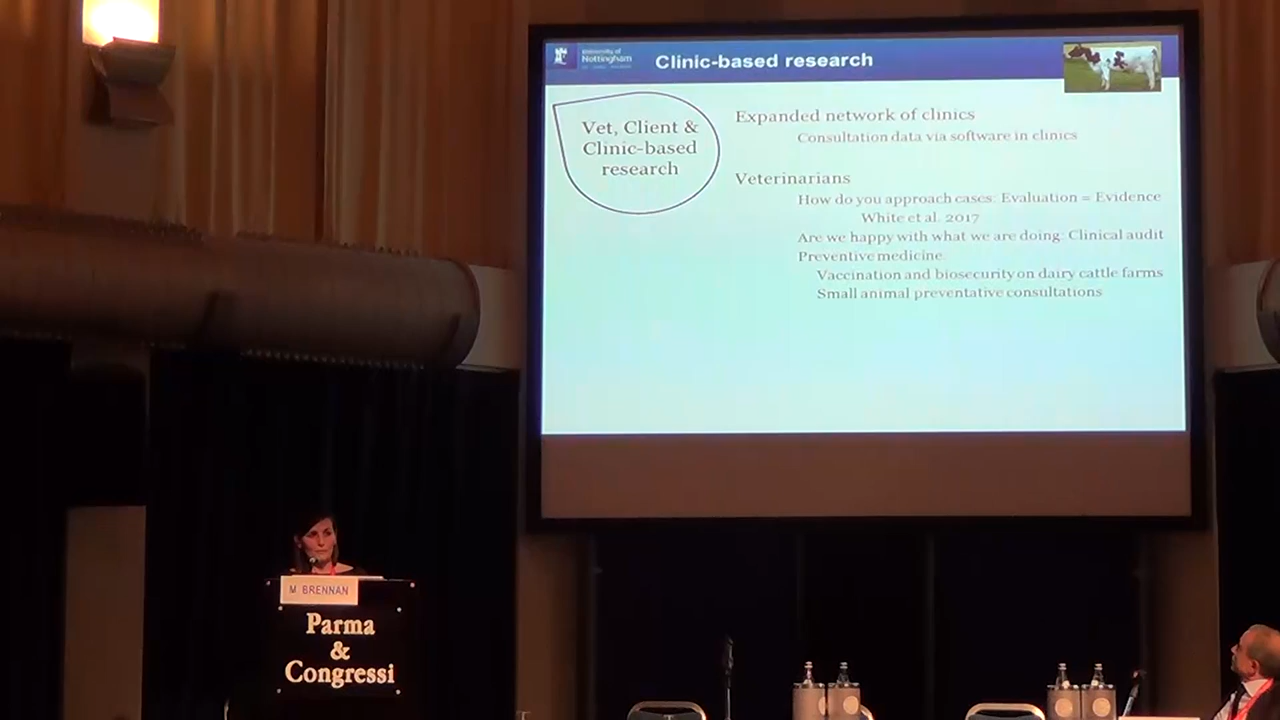 University of
Nottingham
Clinic-based research
Vet, Client &
Clinic-based
research
Expanded network of clinics
Consultation data via software in clinics
Veterinarians
How do you approach cases: Evaluation = Evidence
White et al. 2017
Are we happy with what we are doing: Clinical audit
Preventive medicine
Vaccination and biosecurity on dairy cattle farms
Small animal preventative consultations
M BRENNAN
Parma
&
Congressi